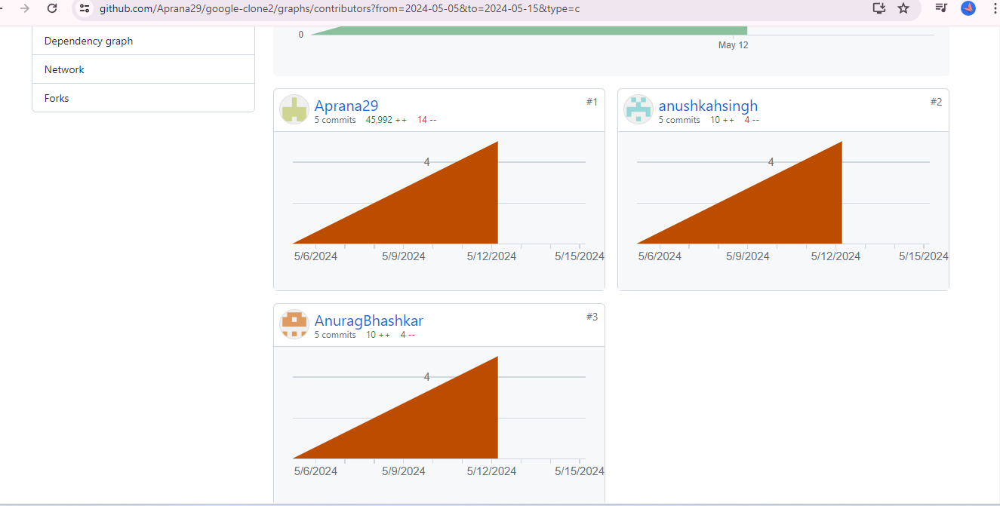 github.com/Aprana29/google-clone2/graphs/contributors?from=2024-05-05&to=2024-05-15&type=c
Dependency graph
Network
Forks
0
May 12
Aprana29
#1
5 commits 45,992 ++ 14 --
4
5/6/2024 5/9/2024 5/12/2024 5/15/2024
anushkahsingh
#2
5 commits 10 ++ 4 --
4
5/6/2024 5/9/2024 5/12/2024 5/15/2024
AnuragBhashkar
#3
5 commits 10 ++ 4 --
4
5/6/2024 5/9/2024 5/12/2024 5/15/2024